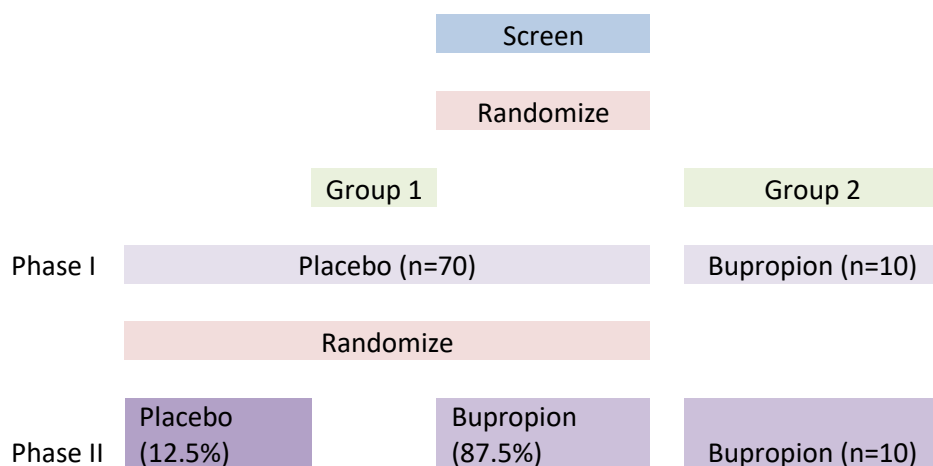 Screen
Randomize
Group 1
Group 2
Phase I
Placebo (n=70)
Bupropion (n=10)
Randomize
Phase II
Placebo
(12.5%)
Bupropion
(87.5%)
Bupropion (n=10)